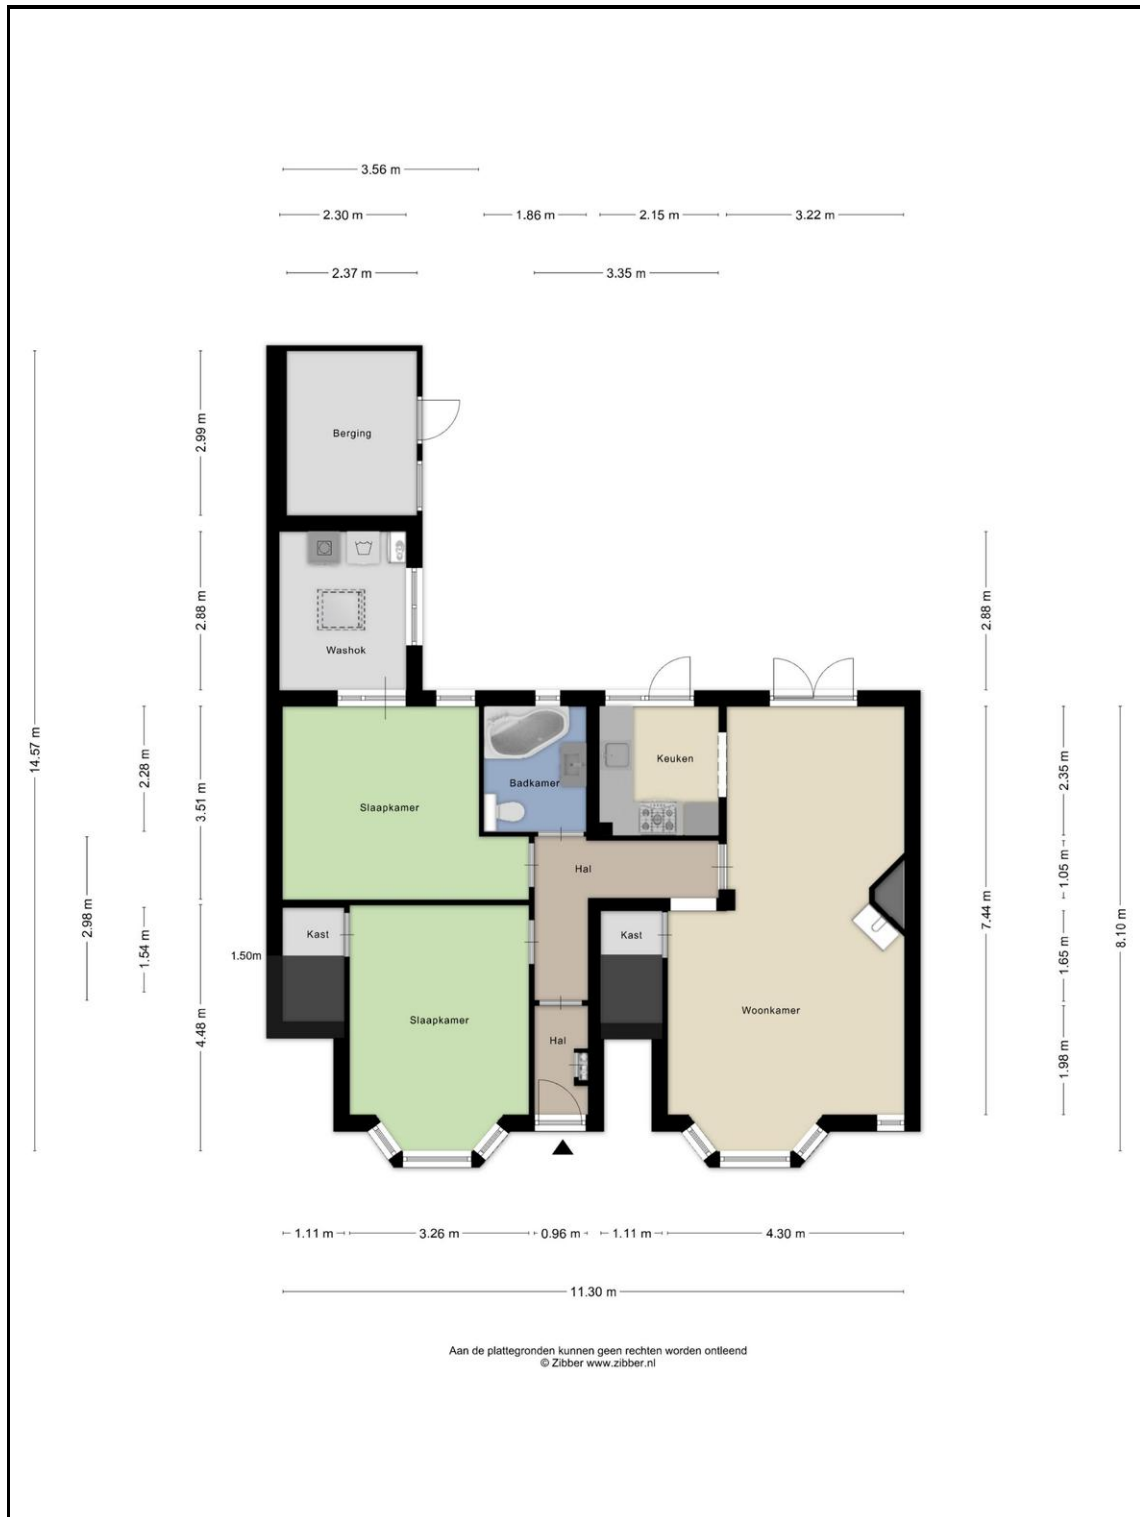 3.56 m
2.30 m 1.86 m 2.15 m 3.22 m
2.37 m 3.35 m
14.57 m
2.99 m
2.88 m
2.28 m
3.51 m
2.98 m
1.54 m
4.48 m
1.50m
Berging
Washok
Slaapkamer
Badkamer
Keuken
Hal
Kast
Kast
Slaapkamer
Woonkamer
Hal
2.88 m
2.35 m
1.05 m
7.44 m
8.10 m
1.65 m
1.98 m
1.11 m 3.26 m 0.96 m 1.11 m 4.30 m
11.30 m
Aan de plattegronden kunnen geen rechten worden ontleend
© Zibber www.zibber.nl